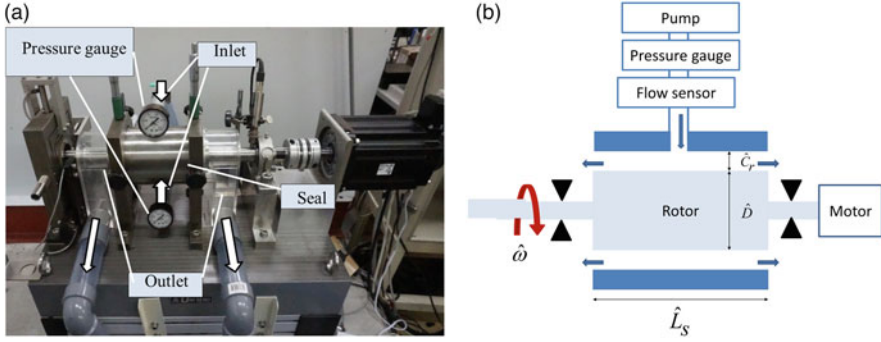 (a)
Pressure gauge
Inlet
Seal
Outlet
(b)
Pump
Pressure gauge
Flow sensor
Ĉr
Rotor
D̂
Motor
ω̂
L̂S